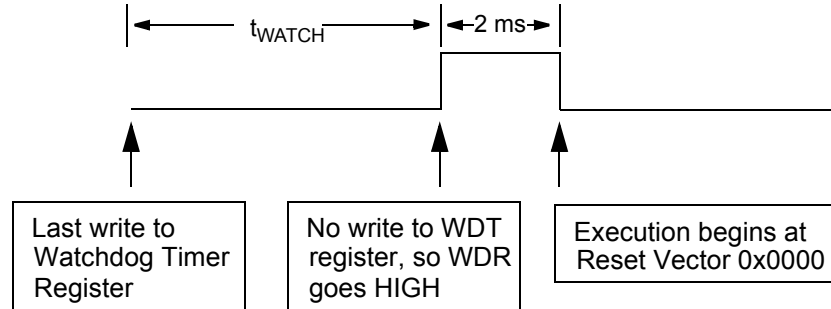 tWATCH
2 ms
Last write to
Watchdog Timer
Register
No write to WDT
register, so WDR
goes HIGH
Execution begins at
Reset Vector 0x0000